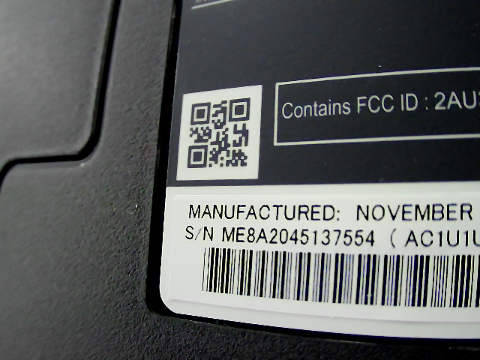 Contains FCC ID : 2AU
MANUFACTURED: NOVEMBER
S/N ME8A2045137554 ( AC1U1U